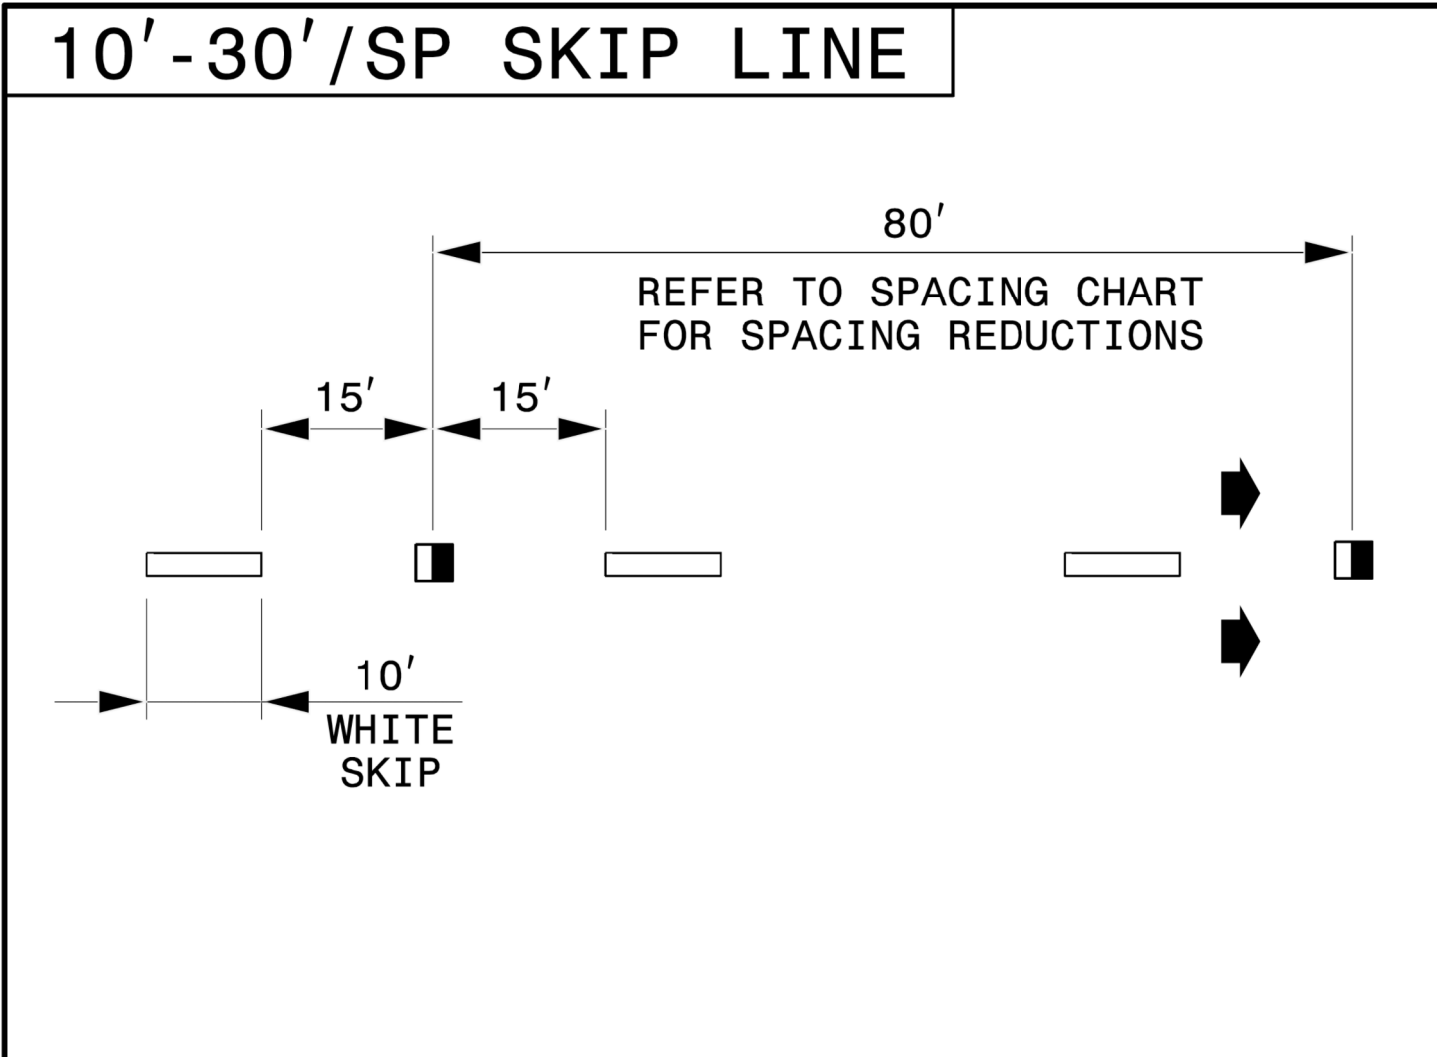 10'-30'/SP SKIP LINE
80'
REFER TO SPACING CHART
FOR SPACING REDUCTIONS
15'
15'
10'
WHITE
SKIP